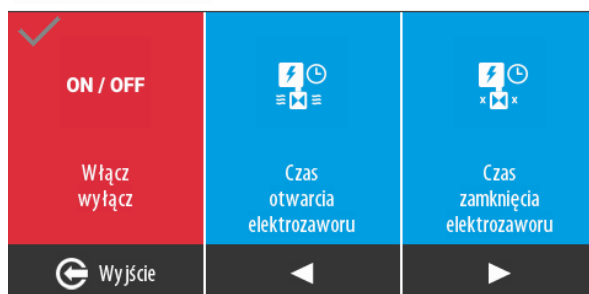 ON / OFF
Włącz
wyłącz
Czas
otwarcia
elektrozaworu
Czas
zamknięcia
elektrozaworu
Wyjście